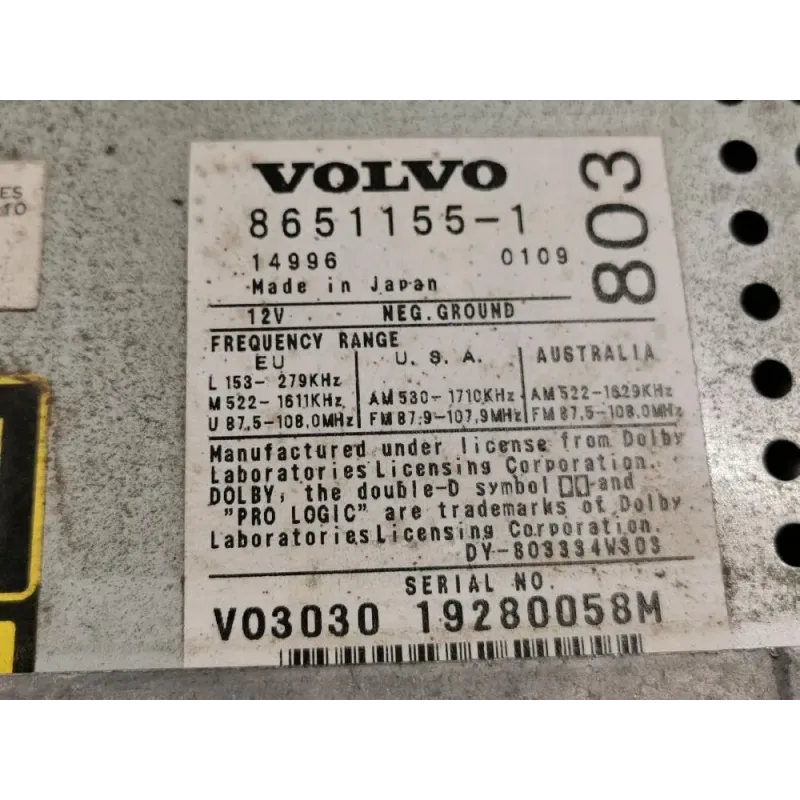 ES
10
VOLVO
8651155-1
803
14996 0109
Made in Japan
12V NEG.GROUND
FREQUENCY RANGE
EU U.S.A. AUSTRALIA
L 153- 279KHz
M 522- 1611KHz AM 530- 1710KHz AM 522-1629KHz
U 87.5-108.0MHz FM 87.9-107.9MHz FM 87.5-108.0MHz
Manufactured under license from Dolby
Laboratories Licensing Corporation.
DOLBY, the double-D symbol and
"PRO LOGIC" are trademarks of Dolby
Laboratories Licensing Corporation.
DY-803334W303
SERIAL NO.
V03030 19280058M